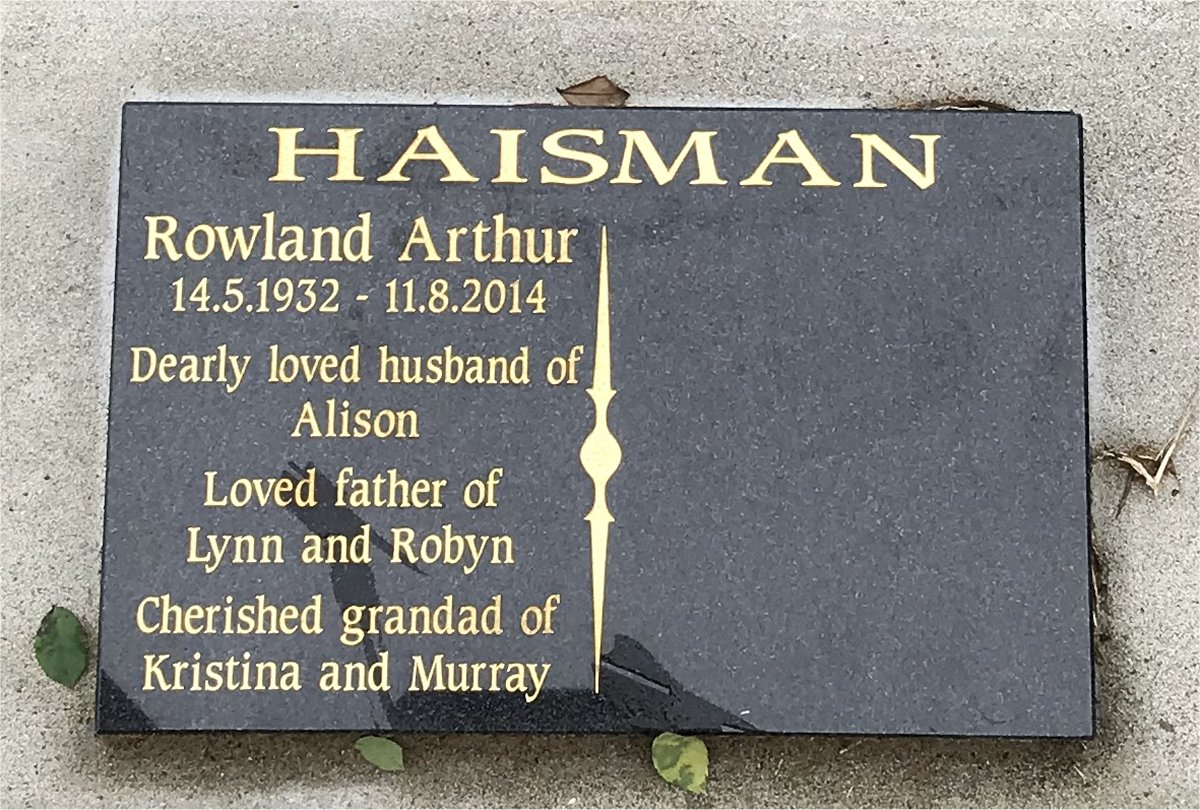 HAISMAN
Rowland Arthur
14.5.1932 - 11.8.2014
Dearly loved husband of
Alison
Loved father of
Lynn and Robyn
Cherished grandad of
Kristina and Murray